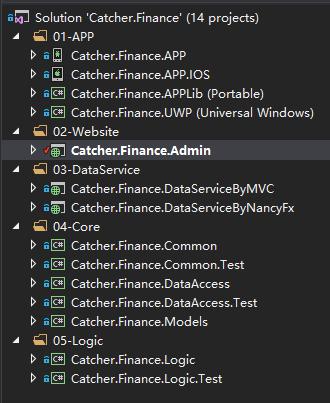 Solution 'Catcher.Finance' (14 projects)
01-APP
Catcher.Finance.APP
Catcher.Finance.APP.IOS
Catcher.Finance.APPLib (Portable)
Catcher.Finance.UWP (Universal Windows)
02-Website
Catcher.Finance.Admin
03-DataService
Catcher.Finance.DataServiceByMVC
Catcher.Finance.DataServiceByNancyFx
04-Core
Catcher.Finance.Common
Catcher.Finance.Common.Test
Catcher.Finance.DataAccess
Catcher.Finance.DataAccess.Test
Catcher.Finance.Models
05-Logic
Catcher.Finance.Logic
Catcher.Finance.Logic.Test